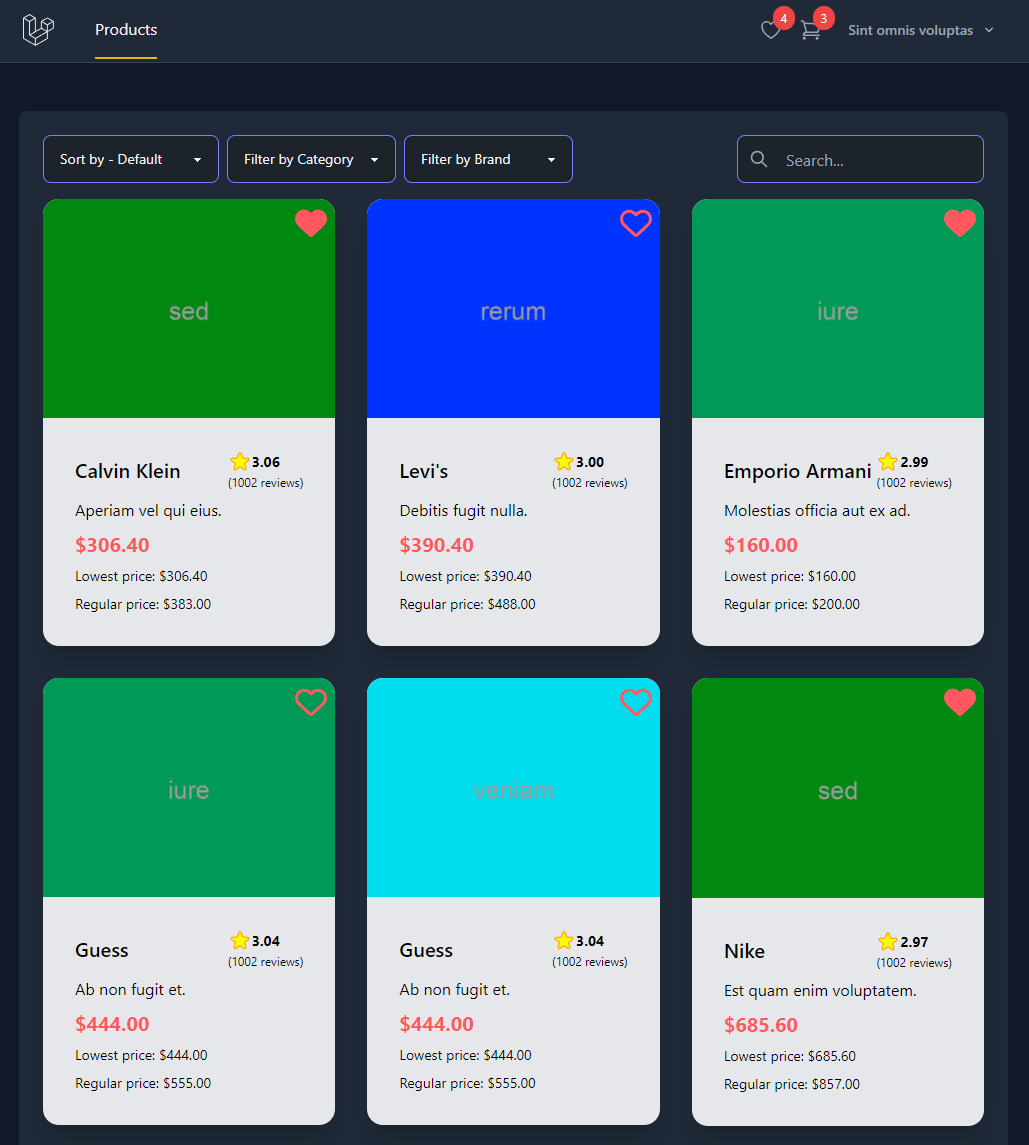 Products
4
3
Sint omnis voluptas
Sort by - Default
Filter by Category
Filter by Brand
Search...
sed
rerum
iure
Calvin Klein
3.06
(1002 reviews)
Aperiam vel qui eius.
$306.40
Lowest price: $306.40
Regular price: $383.00
Levi's
3.00
(1002 reviews)
Debitis fugit nulla.
$390.40
Lowest price: $390.40
Regular price: $488.00
Emporio Armani
2.99
(1002 reviews)
Molestias officia aut ex ad.
$160.00
Lowest price: $160.00
Regular price: $200.00
iure
veniam
sed
Guess
3.04
(1002 reviews)
Ab non fugit et.
$444.00
Lowest price: $444.00
Regular price: $555.00
Guess
3.04
(1002 reviews)
Ab non fugit et.
$444.00
Lowest price: $444.00
Regular price: $555.00
Nike
2.97
(1002 reviews)
Est quam enim voluptatem.
$685.60
Lowest price: $685.60
Regular price: $857.00